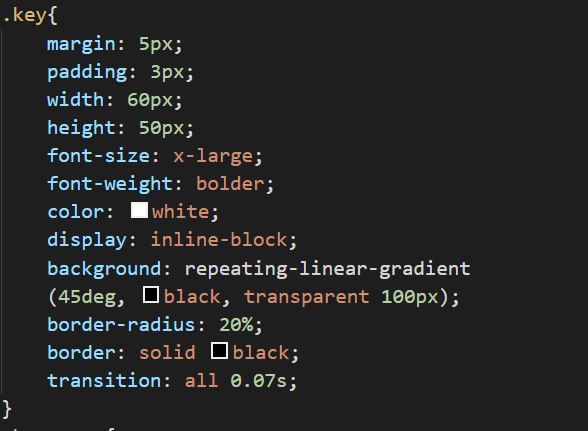 .key{
margin: 5px;
padding: 3px;
width: 60px;
height: 50px;
font-size: x-large;
font-weight: bolder;
color: white;
display: inline-block;
background: repeating-linear-gradient
(45deg, black, transparent 100px);
border-radius: 20%;
border: solid black;
transition: all 0.07s;
}